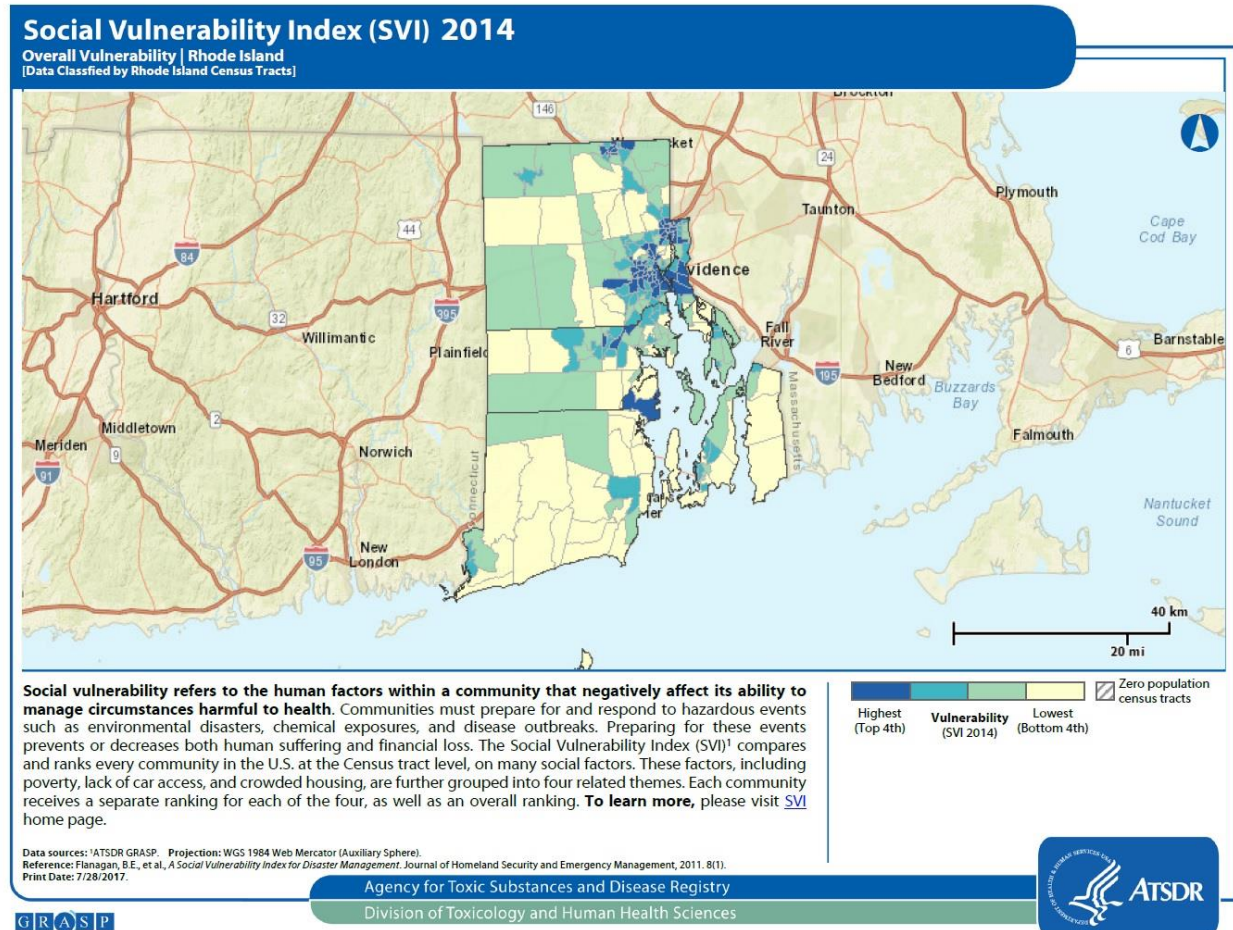 Social Vulnerability Index (SVI) 2014
Overall Vulnerability | Rhode Island
[Data Classfied by Rhode Island Census Tracts]
Brockton
146
ket
24
Plymouth
Taunton
44
Cape
Cod Bay
84
vidence
Hartford
395
32
Willimantic
Fall
River
Plainfield
Barnstable
6
195
New
Bedford
Buzzards
Bay
Massachusetts
2
Middletown
Falmouth
Meriden
9
Norwich
91
Connecticut
Nantucket
Sound
New
London
95
40 km
20 mi
Social vulnerability refers to the human factors within a community that negatively affect its ability to
manage circumstances harmful to health. Communities must prepare for and respond to hazardous events
such as environmental disasters, chemical exposures, and disease outbreaks. Preparing for these events
prevents or decreases both human suffering and financial loss. The Social Vulnerability Index (SVI)¹ compares
and ranks every community in the U.S. at the Census tract level, on many social factors. These factors, including
poverty, lack of car access, and crowded housing, are further grouped into four related themes. Each community
receives a separate ranking for each of the four, as well as an overall ranking. To learn more, please visit SVI
home page.
Highest
(Top 4th)
Vulnerability
(SVI 2014)
Lowest
(Bottom 4th)
Zero population
census tracts
Data sources: ¹ATSDR GRASP. Projection: WGS 1984 Web Mercator (Auxiliary Sphere).
Reference: Flanagan, B.E., et al., A Social Vulnerability Index for Disaster Management. Journal of Homeland Security and Emergency Management, 2011. 8(1).
Print Date: 7/28/2017.
Agency for Toxic Substances and Disease Registry
Division of Toxicology and Human Health Sciences
ATSDR
GRASP